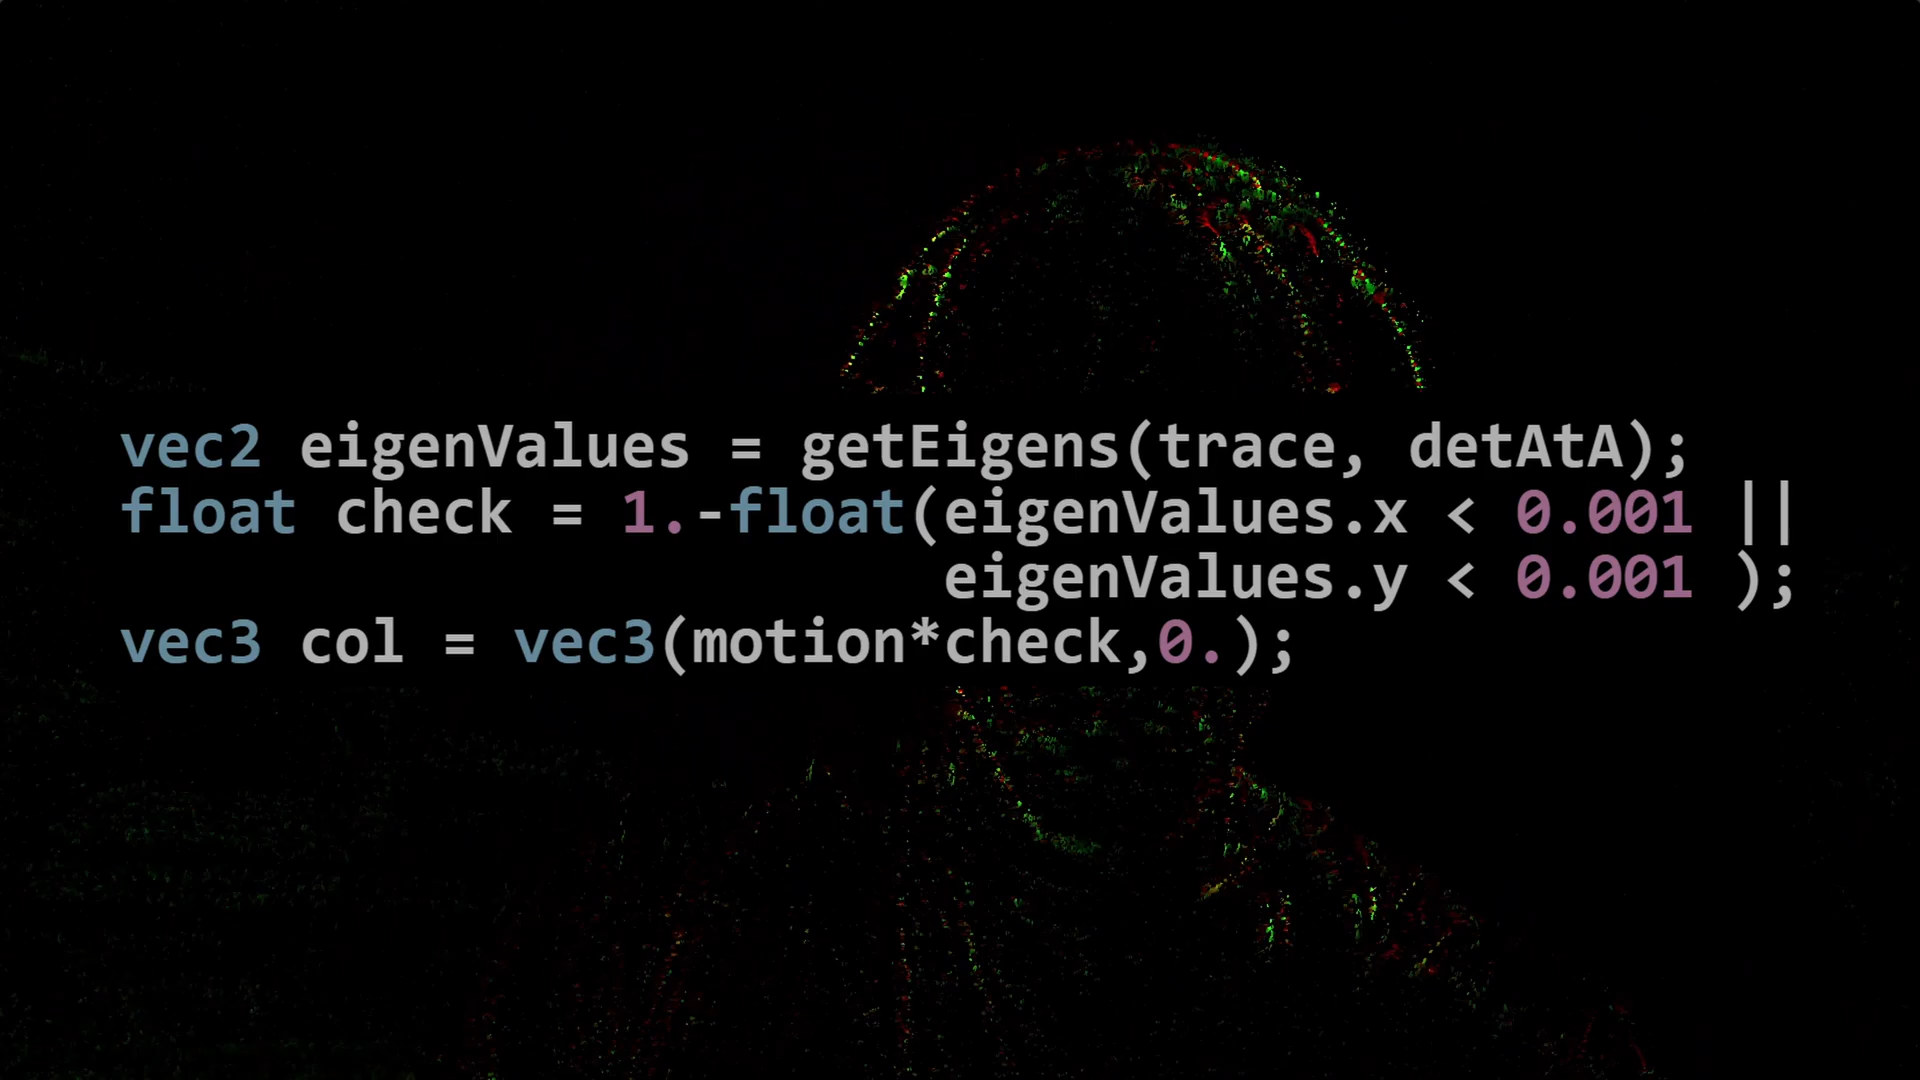 vec2 eigenValues = getEigens(trace, detAtA);
float check = 1.-float(eigenValues.x < 0.001 ||
eigenValues.y < 0.001 );
vec3 col = vec3(motion*check,0.);